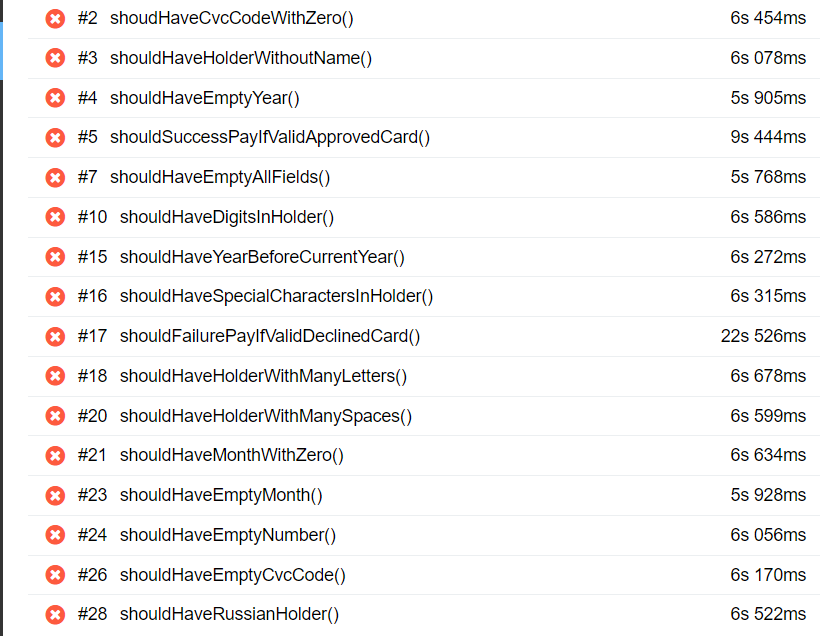 #2 shoudHaveCvcCodeWithZero() 6s 454ms
#3 shouldHaveHolderWithoutName() 6s 078ms
#4 shouldHaveEmptyYear() 5s 905ms
#5 shouldSuccessPayIfValidApprovedCard() 9s 444ms
#7 shouldHaveEmptyAllFields() 5s 768ms
#10 shouldHaveDigitsInHolder() 6s 586ms
#15 shouldHaveYearBeforeCurrentYear() 6s 272ms
#16 shouldHaveSpecialCharactersInHolder() 6s 315ms
#17 shouldFailurePayIfValidDeclinedCard() 22s 526ms
#18 shouldHaveHolderWithManyLetters() 6s 678ms
#20 shouldHaveHolderWithManySpaces() 6s 599ms
#21 shouldHaveMonthWithZero() 6s 634ms
#23 shouldHaveEmptyMonth() 5s 928ms
#24 shouldHaveEmptyNumber() 6s 056ms
#26 shouldHaveEmptyCvcCode() 6s 170ms
#28 shouldHaveRussianHolder() 6s 522ms